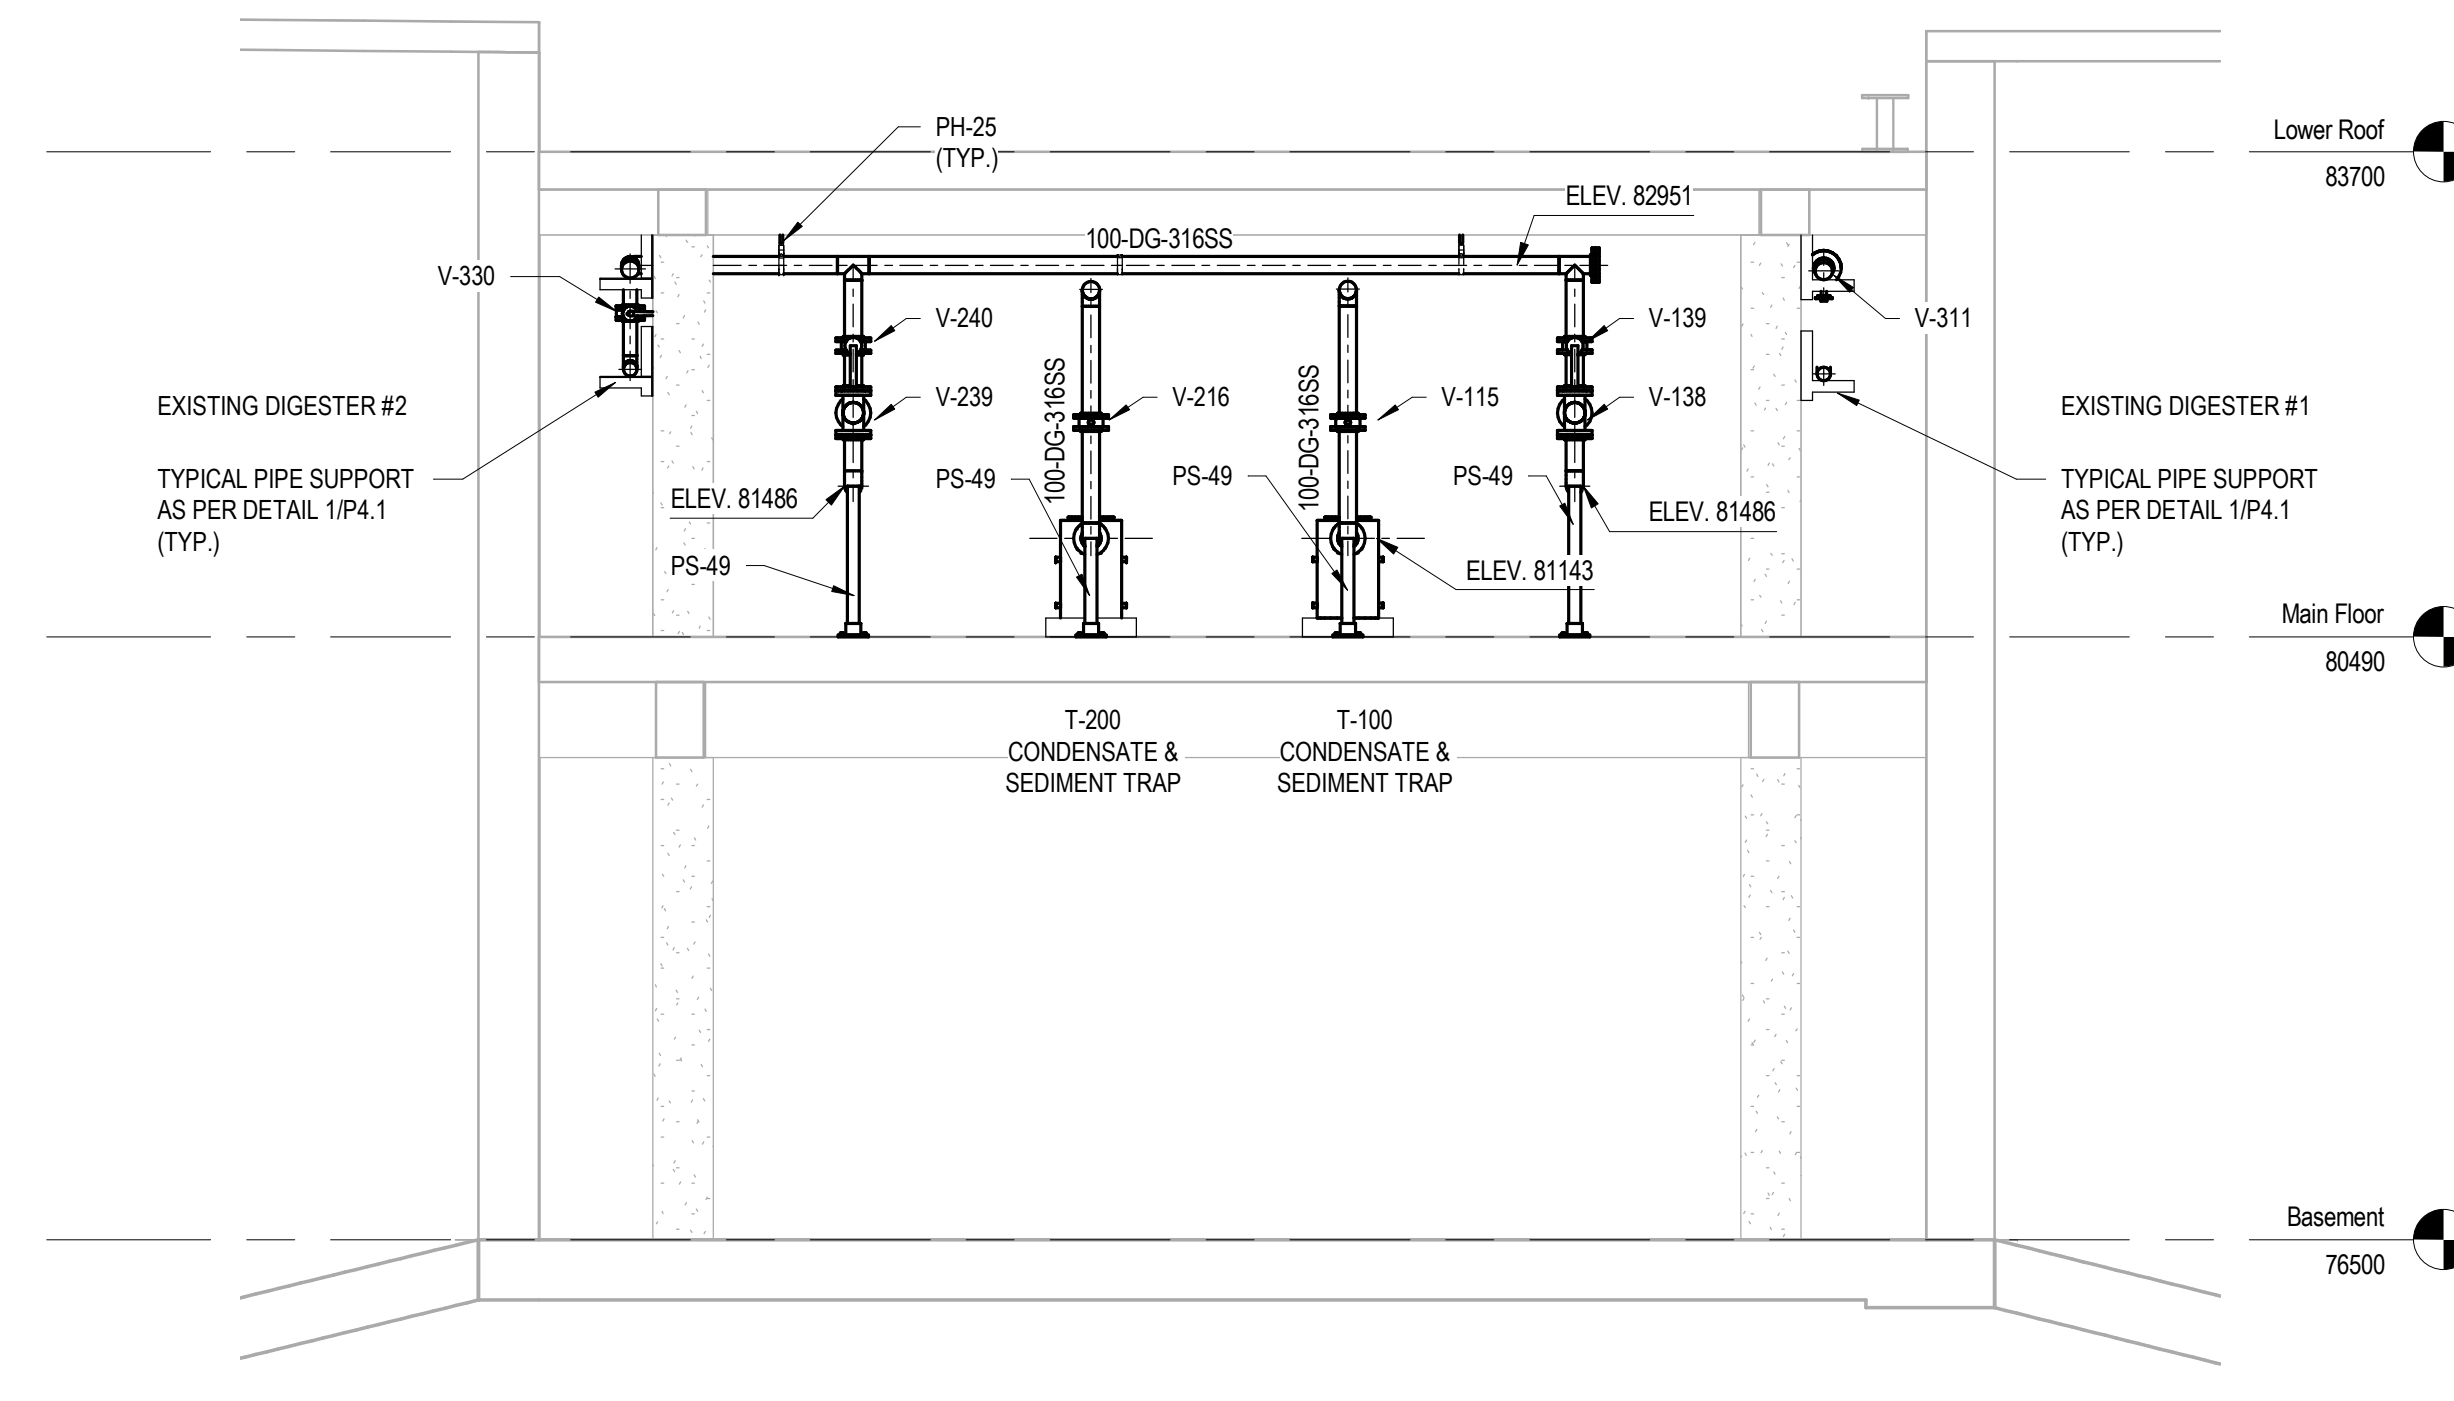 PH-25
(TYP.)
Lower Roof
83700
ELEV. 82951
100-DG-316SS
V-330
V-240
V-139
V-311
V-239
100-DG-316SS
V-216
100-DG-316SS
V-115
V-138
EXISTING DIGESTER #2
EXISTING DIGESTER #1
TYPICAL PIPE SUPPORT
AS PER DETAIL 1/P4.1
(TYP.)
ELEV. 81486
PS-49
PS-49
PS-49
PS-49
ELEV. 81486
ELEV. 81143
TYPICAL PIPE SUPPORT
AS PER DETAIL 1/P4.1
(TYP.)
Main Floor
80490
T-200
CONDENSATE &
SEDIMENT TRAP
T-100
CONDENSATE &
SEDIMENT TRAP
Basement
76500